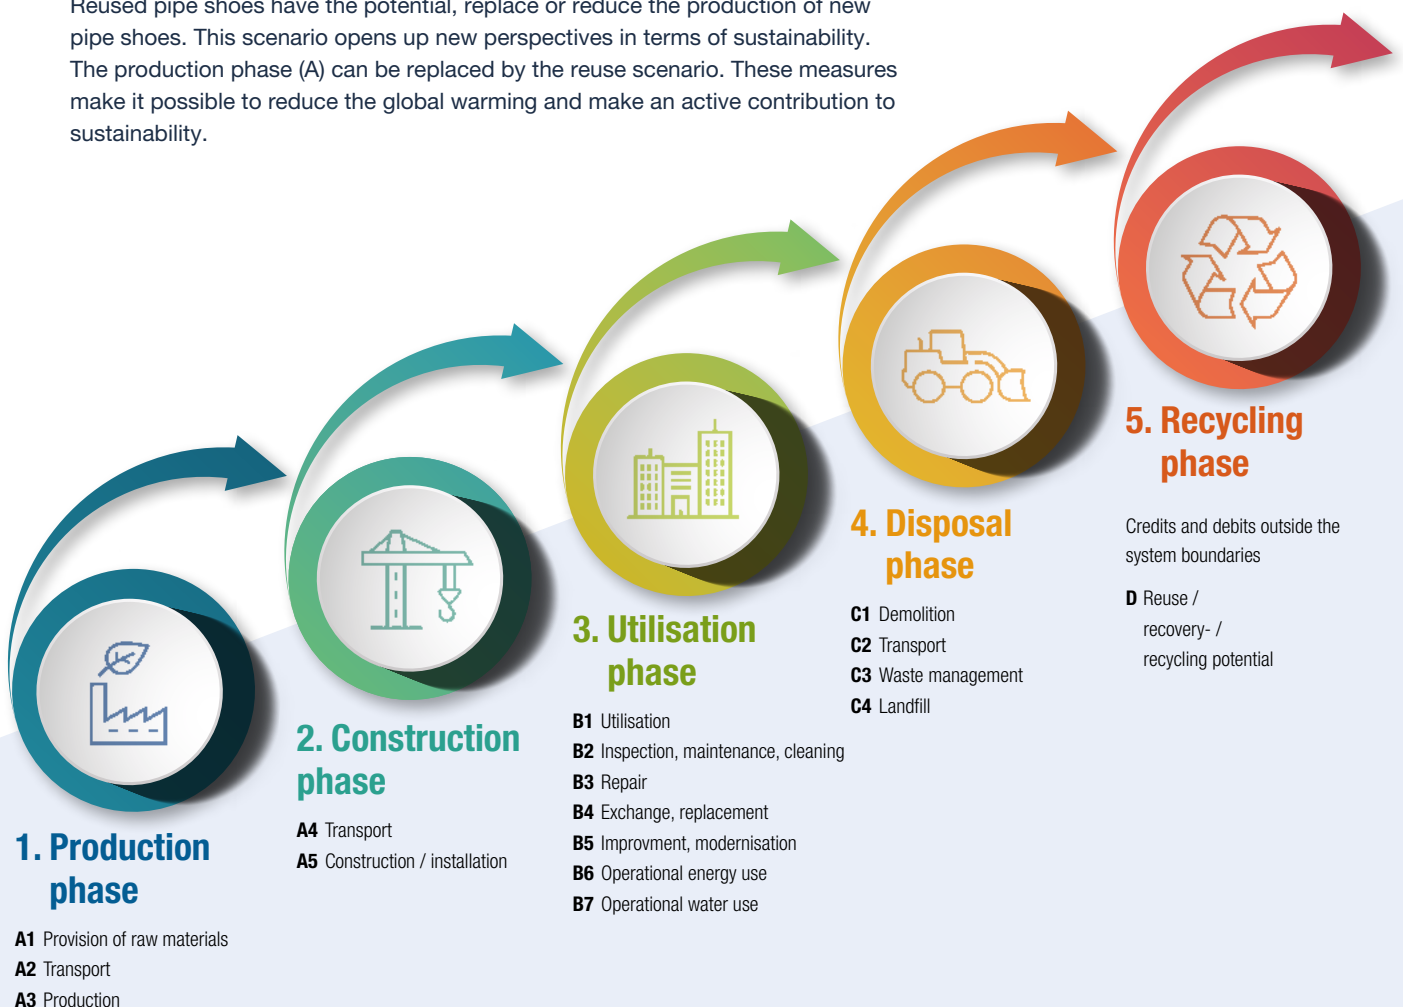 Reused pipe shoes have the potential, replace or reduce the production of new
pipe shoes. This scenario opens up new perspectives in terms of sustainability.
The production phase (A) can be replaced by the reuse scenario. These measures
make it possible to reduce the global warming and make an active contribution to
sustainability.
1. Production
phase
A1 Provision of raw materials
A2 Transport
A3 Production
2. Construction
phase
A4 Transport
A5 Construction / installation
3. Utilisation
phase
B1 Utilisation
B2 Inspection, maintenance, cleaning
B3 Repair
B4 Exchange, replacement
B5 Improvment, modernisation
B6 Operational energy use
B7 Operational water use
4. Disposal
phase
C1 Demolition
C2 Transport
C3 Waste management
C4 Landfill
5. Recycling
phase
Credits and debits outside the
system boundaries
D Reuse /
recovery- /
recycling potential